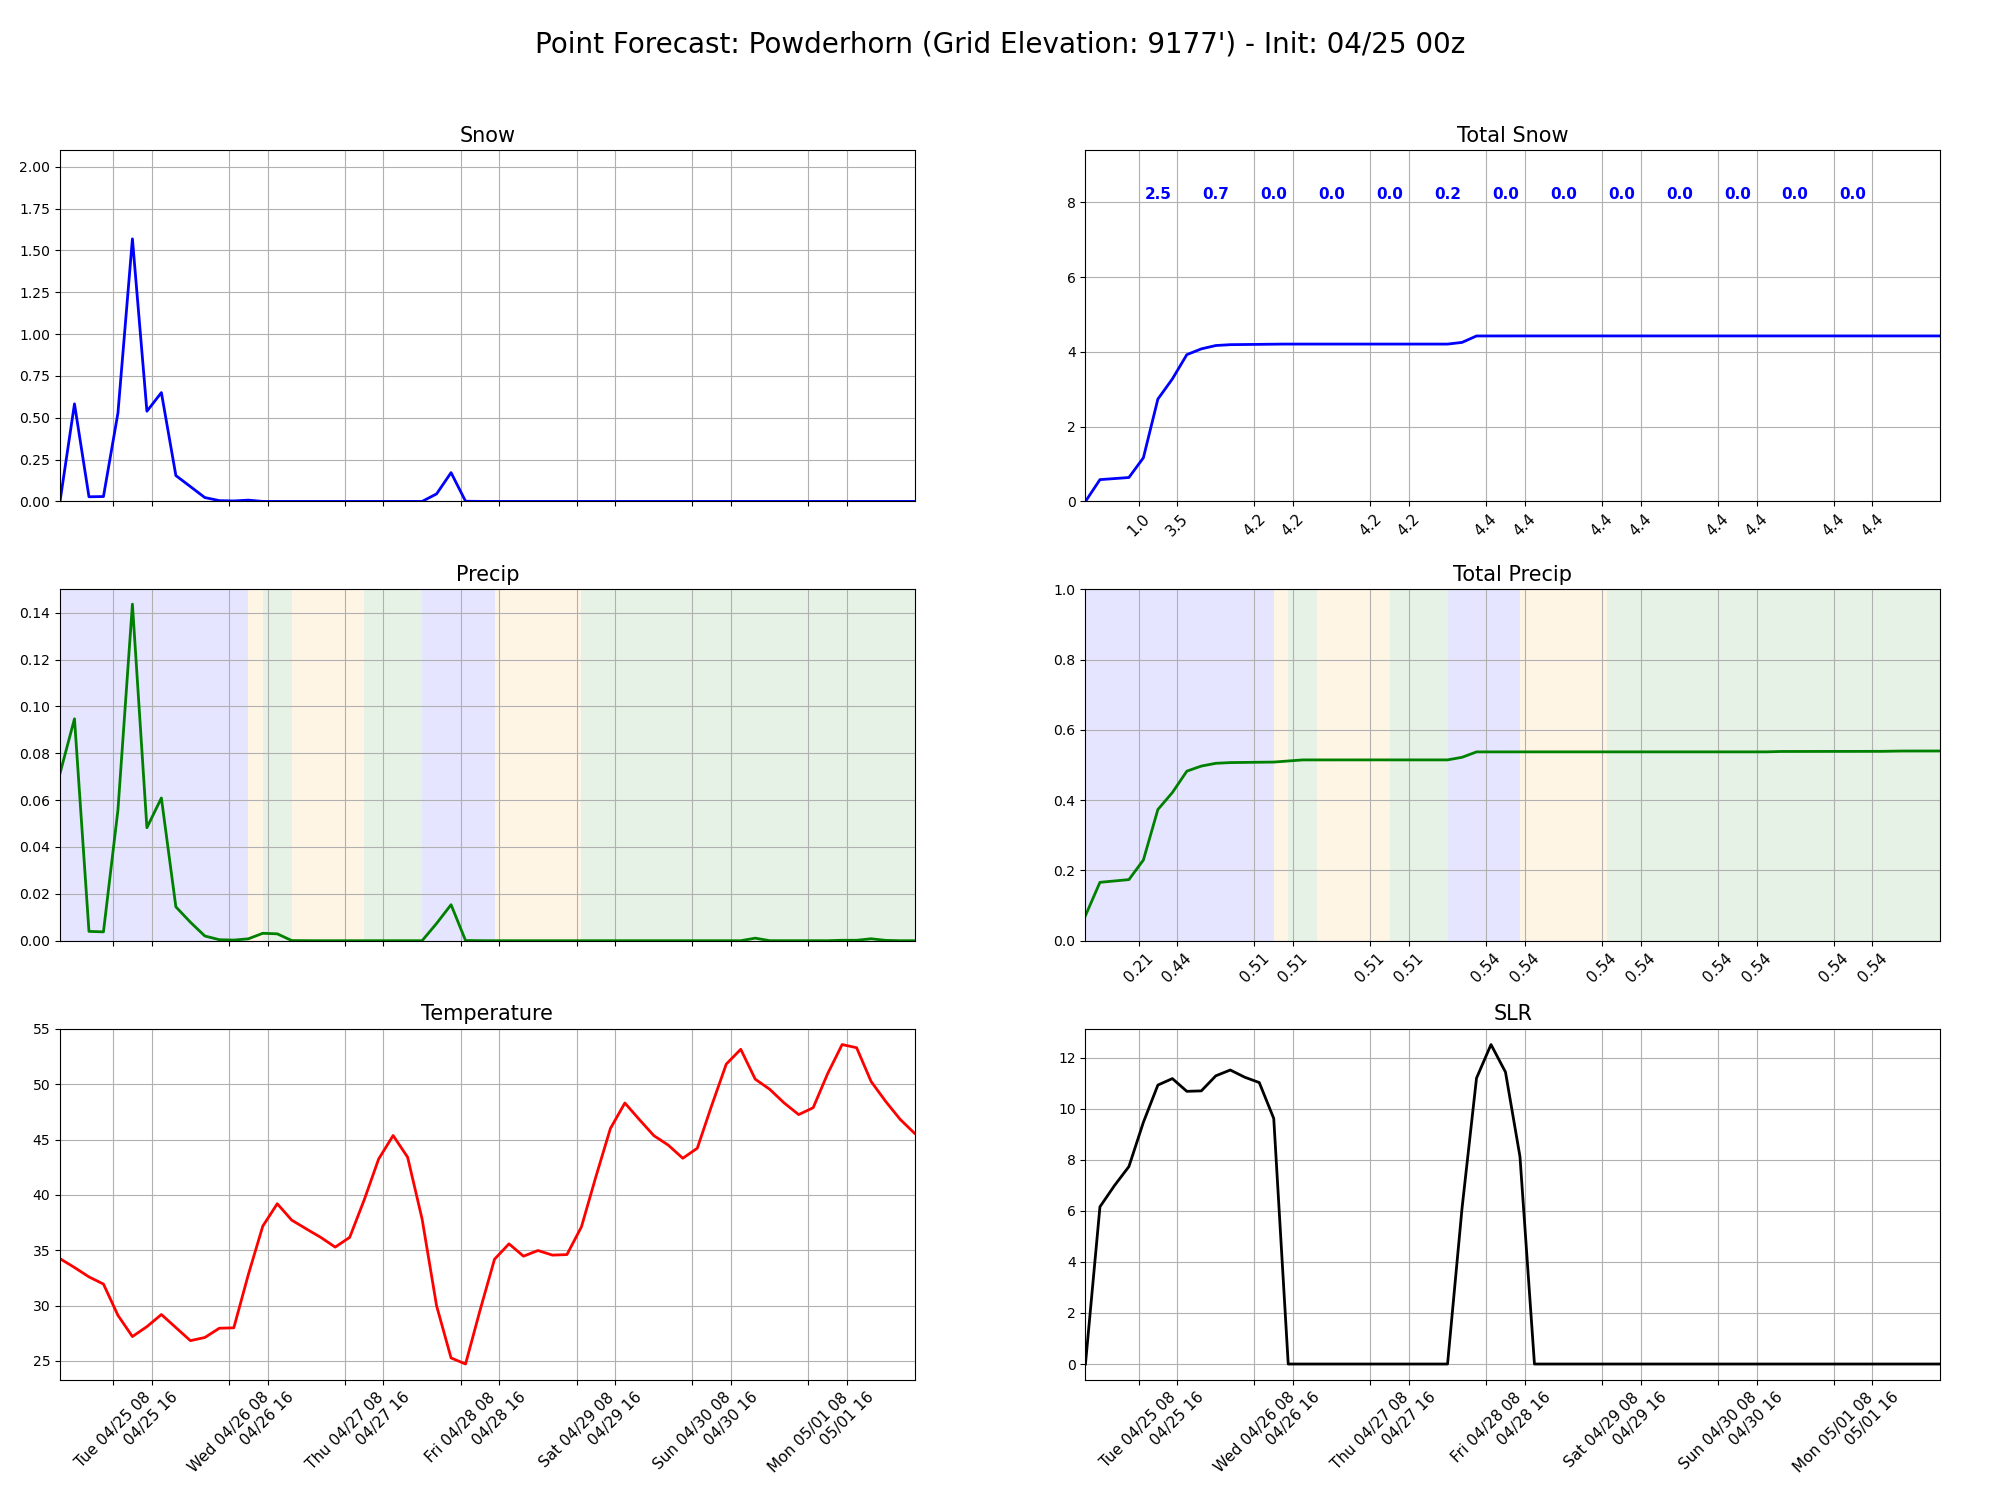 Point Forecast: Powderhorn (Grid Elevation: 9177') - Init: 04/25 00z
Snow
2.00
1.75
1.50
1.25
1.00
0.75
0.50
0.25
0.00
Total Snow
2.5 0.7 0.0 0.0 0.0 0.2 0.0 0.0 0.0 0.0 0.0 0.0 0.0
8
6
4
2
0
1.0 3.5 4.2 4.2 4.2 4.2 4.4 4.4 4.4 4.4 4.4 4.4 4.4 4.4
Precip
0.14
0.12
0.10
0.08
0.06
0.04
0.02
0.00
Total Precip
1.0
0.8
0.6
0.4
0.2
0.0
0.21 0.44 0.51 0.51 0.51 0.51 0.54 0.54 0.54 0.54 0.54 0.54 0.54 0.54
Temperature
55
50
45
40
35
30
25
Tue 04/25 08
04/25 16
Wed 04/26 08
04/26 16
Thu 04/27 08
04/27 16
Fri 04/28 08
04/28 16
Sat 04/29 08
04/29 16
Sun 04/30 08
04/30 16
Mon 05/01 08
05/01 16
SLR
12
10
8
6
4
2
0
Tue 04/25 08
04/25 16
Wed 04/26 08
04/26 16
Thu 04/27 08
04/27 16
Fri 04/28 08
04/28 16
Sat 04/29 08
04/29 16
Sun 04/30 08
04/30 16
Mon 05/01 08
05/01 16